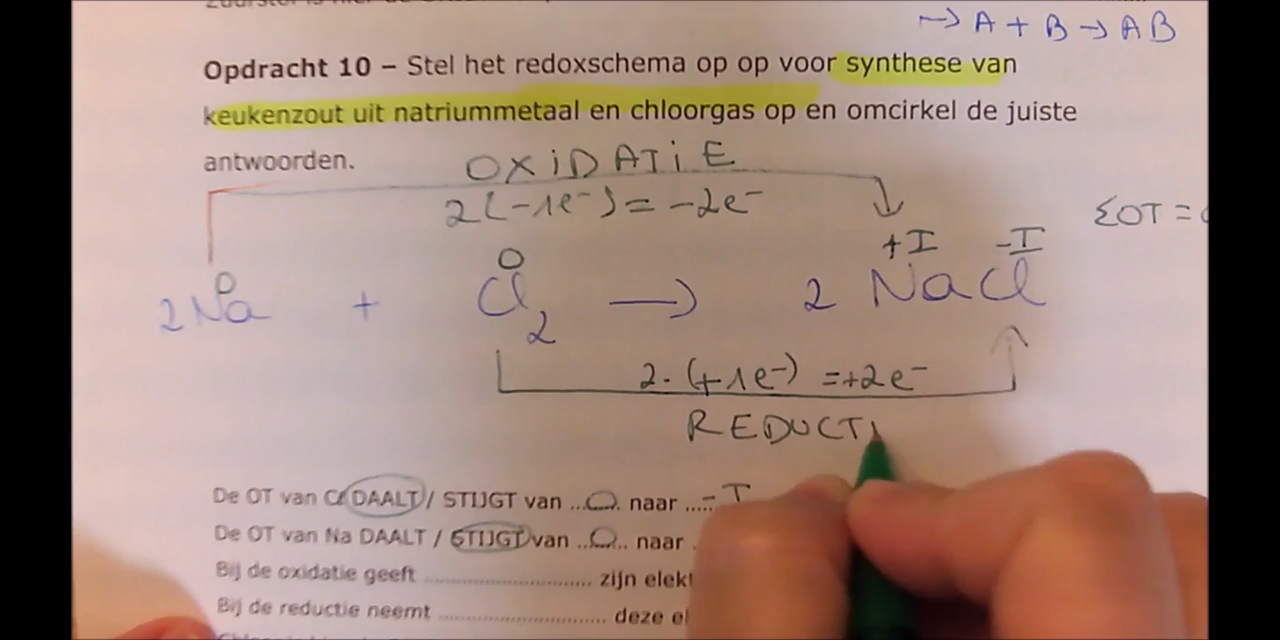 → A + B → AB
Opdracht 10 – Stel het redoxschema op op voor synthese van
keukenzout uit natriummetaal en chloorgas op en omcirkel de juiste
antwoorden.
OXIDATIE
2(-1e⁻) = -2e⁻
ΣOT =
0 0 +I -I
2Na + Cl₂ → 2 NaCl
2·(+1e⁻) = +2e⁻
REDUCTI
De OT van Cl DAALT / STIJGT van ...0. naar .....-I
De OT van Na DAALT / STIJGT van ..0... naar .
Bij de oxidatie geeft .......................... zijn elekt
Bij de reductie neemt .......................... deze el